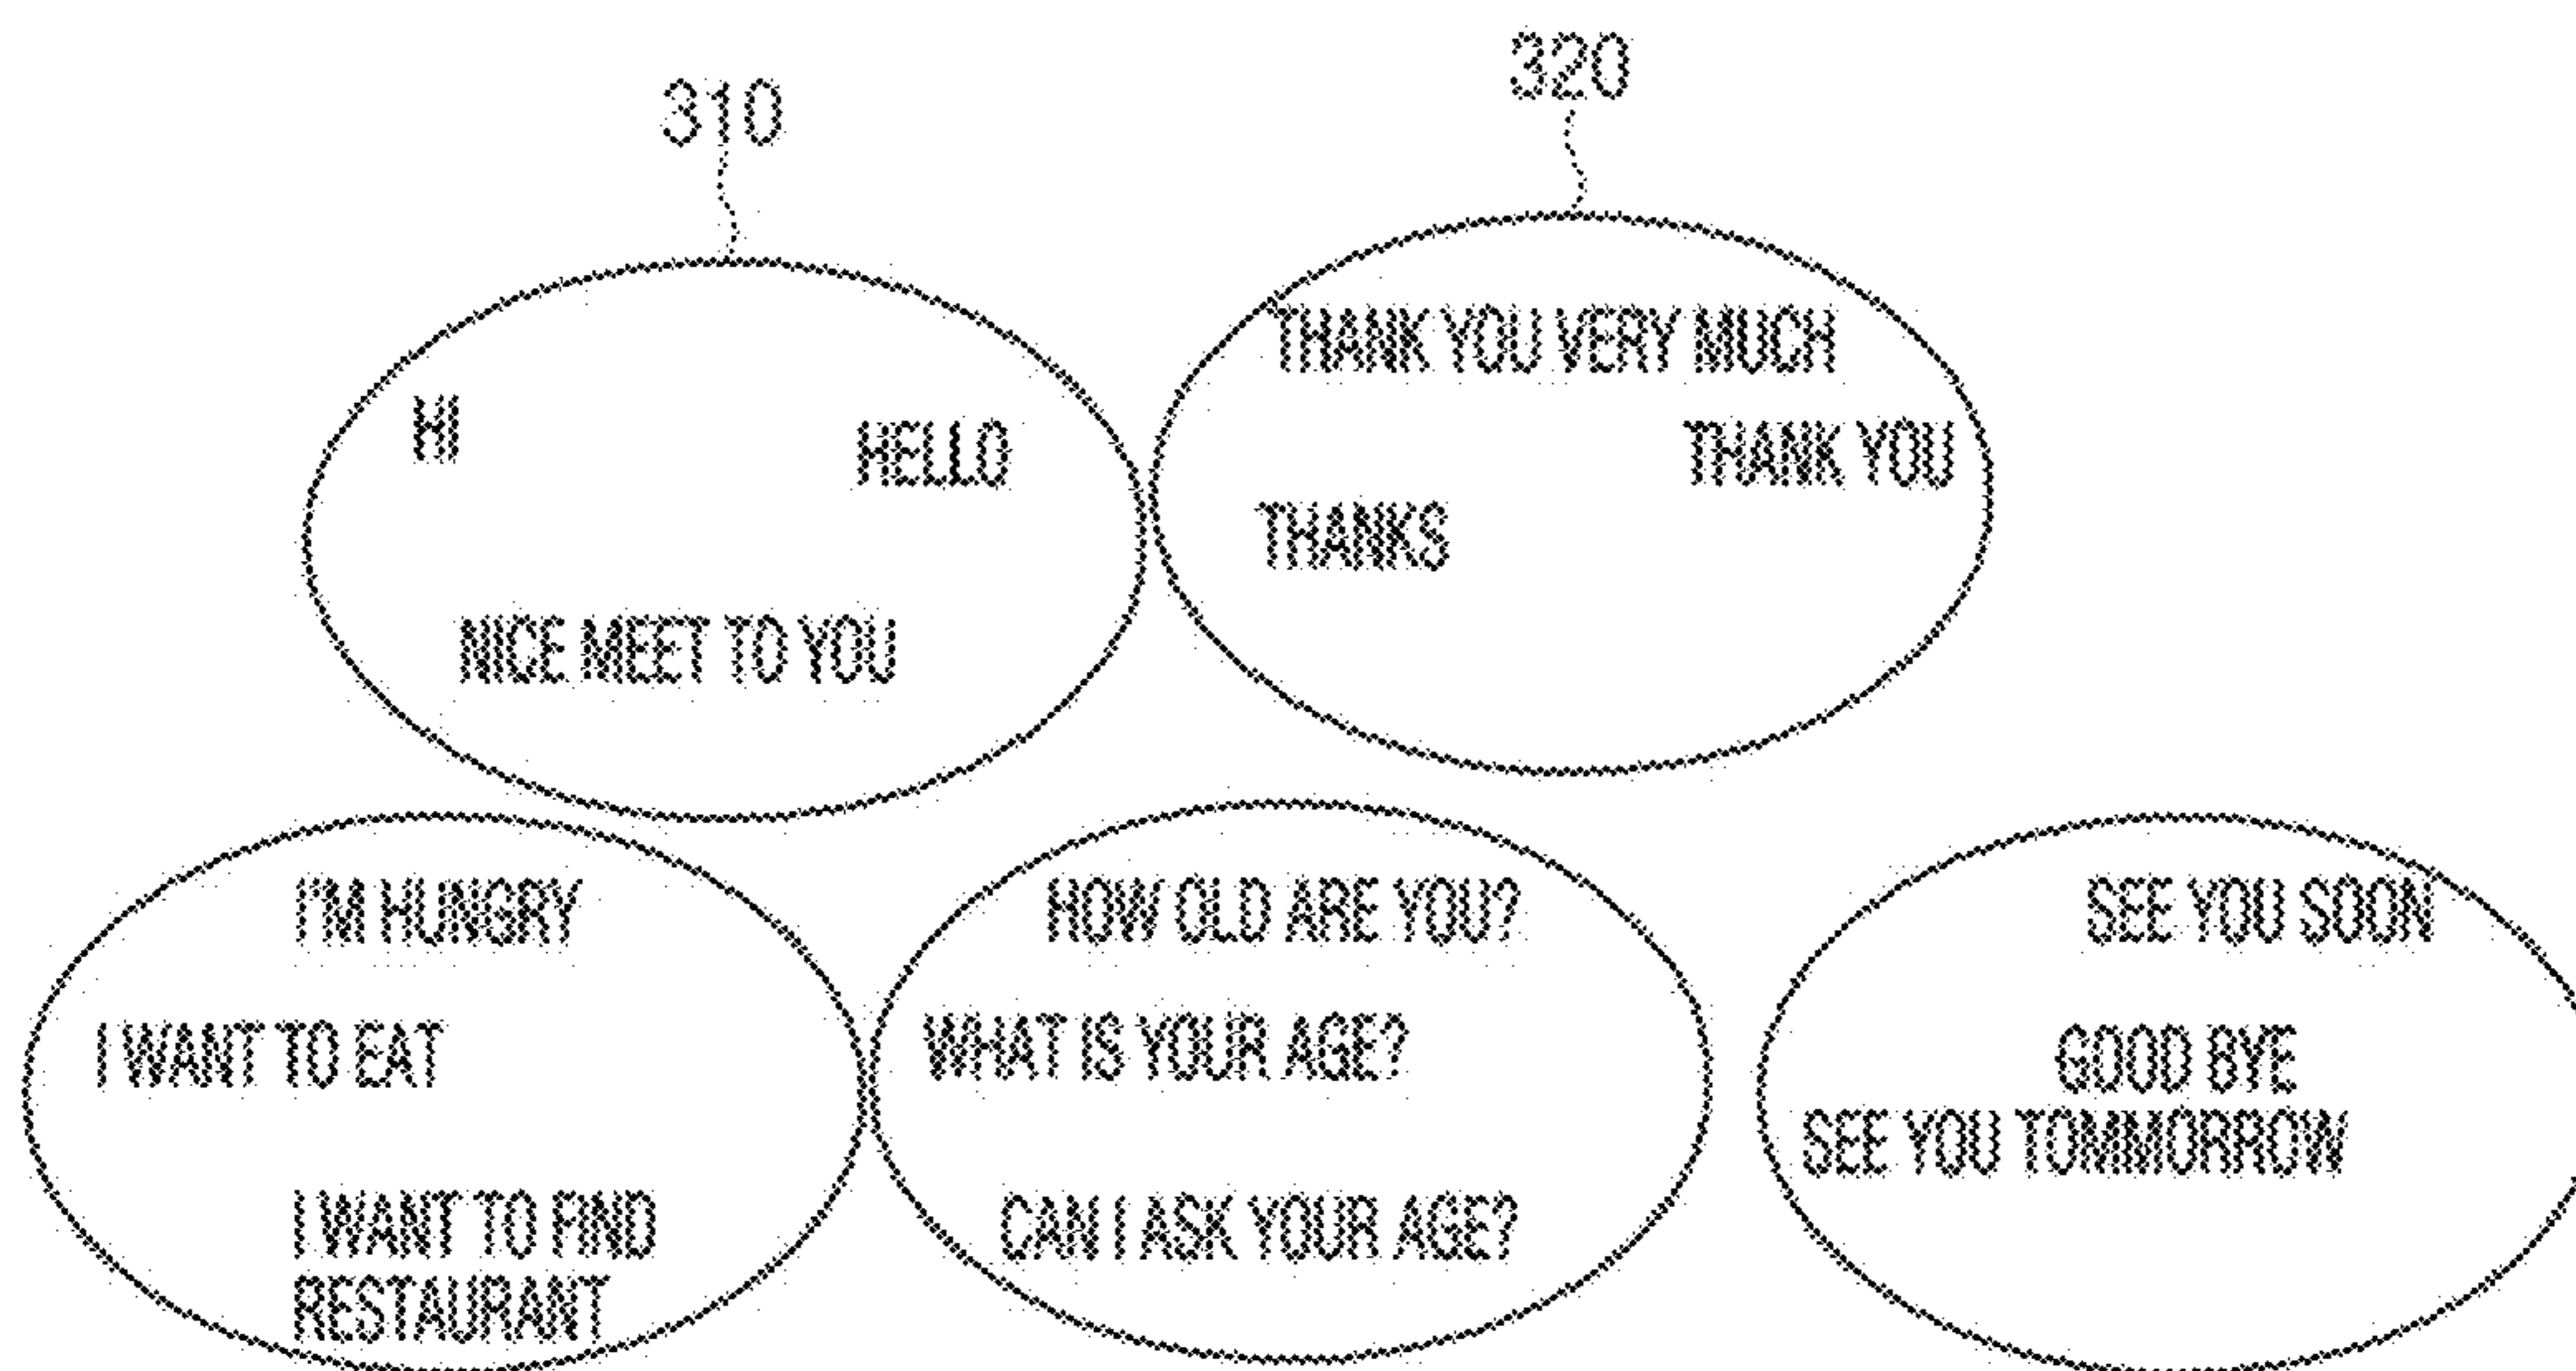 310
320
HI
HELLO
NICE MEET TO YOU
THANK YOU VERY MUCH
THANK YOU
THANKS
I'M HUNGRY
I WANT TO EAT
I WANT TO FIND
RESTAURANT
HOW OLD ARE YOU?
WHAT IS YOUR AGE?
CAN I ASK YOUR AGE?
SEE YOU SOON
GOOD BYE
SEE YOU TOMMORROW